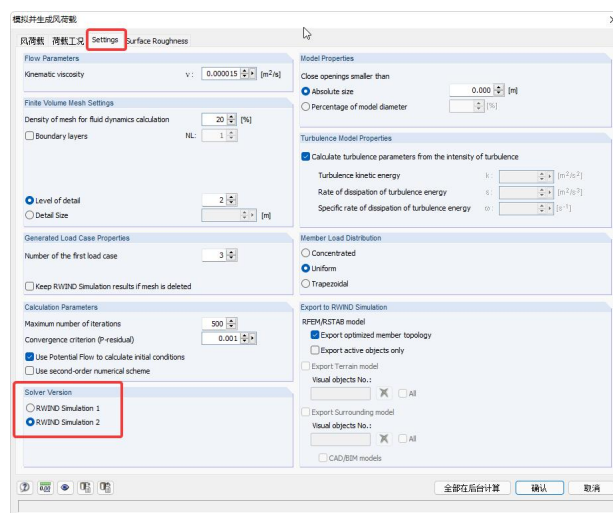 模拟并生成风荷载
风荷载 荷载工况 Settings Surface Roughness
Flow Parameters
Kinematic viscosity ν: 0.000015 [m²/s]
Finite Volume Mesh Settings
Density of mesh for fluid dynamics calculation 20 [%]
Boundary layers NL: 1
Level of detail 2
Detail Size [m]
Generated Load Case Properties
Number of the first load case 3
Keep RWIND Simulation results if mesh is deleted
Calculation Parameters
Maximum number of iterations 500
Convergence criterion (P-residual) 0.001
Use Potential Flow to calculate initial conditions
Use second-order numerical scheme
Solver Version
RWIND Simulation 1
RWIND Simulation 2
Model Properties
Close openings smaller than
Absolute size 0.000 [m]
Percentage of model diameter [%]
Turbulence Model Properties
Calculate turbulence parameters from the intensity of turbulence
Turbulence kinetic energy k: [m²/s²]
Rate of dissipation of turbulence energy ε: [m²/s³]
Specific rate of dissipation of turbulence energy ω: [s⁻¹]
Member Load Distribution
Concentrated
Uniform
Trapezoidal
Export to RWIND Simulation
RFEM/RSTAB model
Export optimized member topology
Export active objects only
Export Terrain model
Visual objects No.:
All
Export Surrounding model
Visual objects No.:
All
CAD/BIM models
0.00
全部在后台计算 确认 取消